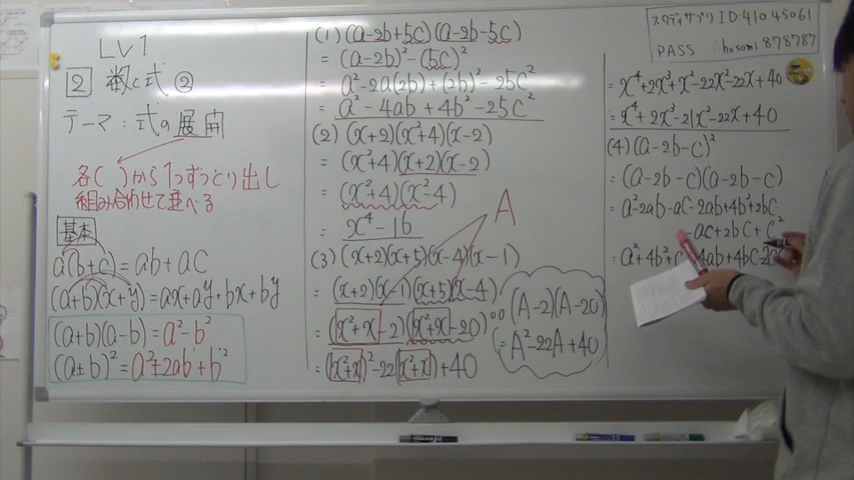 LV1
2 数と式 ②
テーマ：式の展開
各( )から1つずつとり出し
組み合わせて並べる
基本
a(b+c)=ab+ac
(a+b)(x+y)=ax+ay+bx+by
(a+b)(a-b)=a²-b²
(a±b)²=a²±2ab+b²
(1) (a-2b+5c)(a-2b-5c)
=(a-2b)²-(5c)²
=a²-2a(2b)+(2b)²-25c²
=a²-4ab+4b²-25c²
(2) (x+2)(x²+4)(x-2)
=(x²+4)(x+2)(x-2)
=(x²+4)(x²-4)
=x⁴-16
A
(3) (x+2)(x+5)(x-4)(x-1)
=(x+2)(x-1)(x+5)(x-4)
=(x²+x-2)(x²+x-20)
=(x²+x)²-22(x²+x)+40
(A-2)(A-20)
=A²-22A+40
スタディサプリ ID:410 45061
PASS : hosomi 878787
=x⁴+2x³+x²-22x²-22x+40
=x⁴+2x³-21x²-22x+40
(4) (a-2b-c)²
=(a-2b-c)(a-2b-c)
=a²-2ab-ac-2ab+4b²+2bc
-ac+2bc+c²
=a²+4b²+c²-4ab+4bc-2c